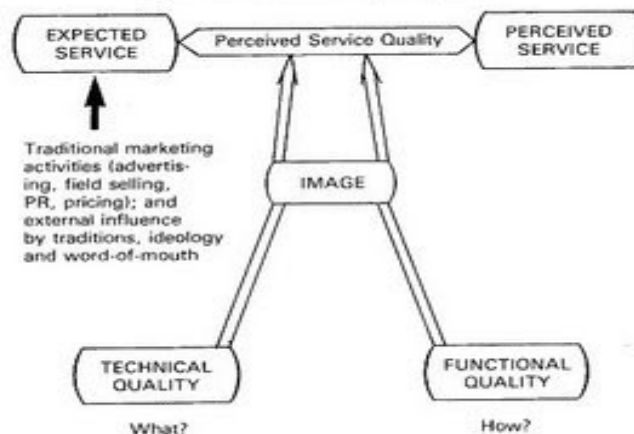 EXPECTED
SERVICE
Perceived Service Quality
PERCEIVED
SERVICE
Traditional marketing
activities (advertis-
ing, field selling,
PR, pricing); and
external influence
by traditions, ideology
and word-of-mouth
IMAGE
TECHNICAL
QUALITY
FUNCTIONAL
QUALITY
What?
How?